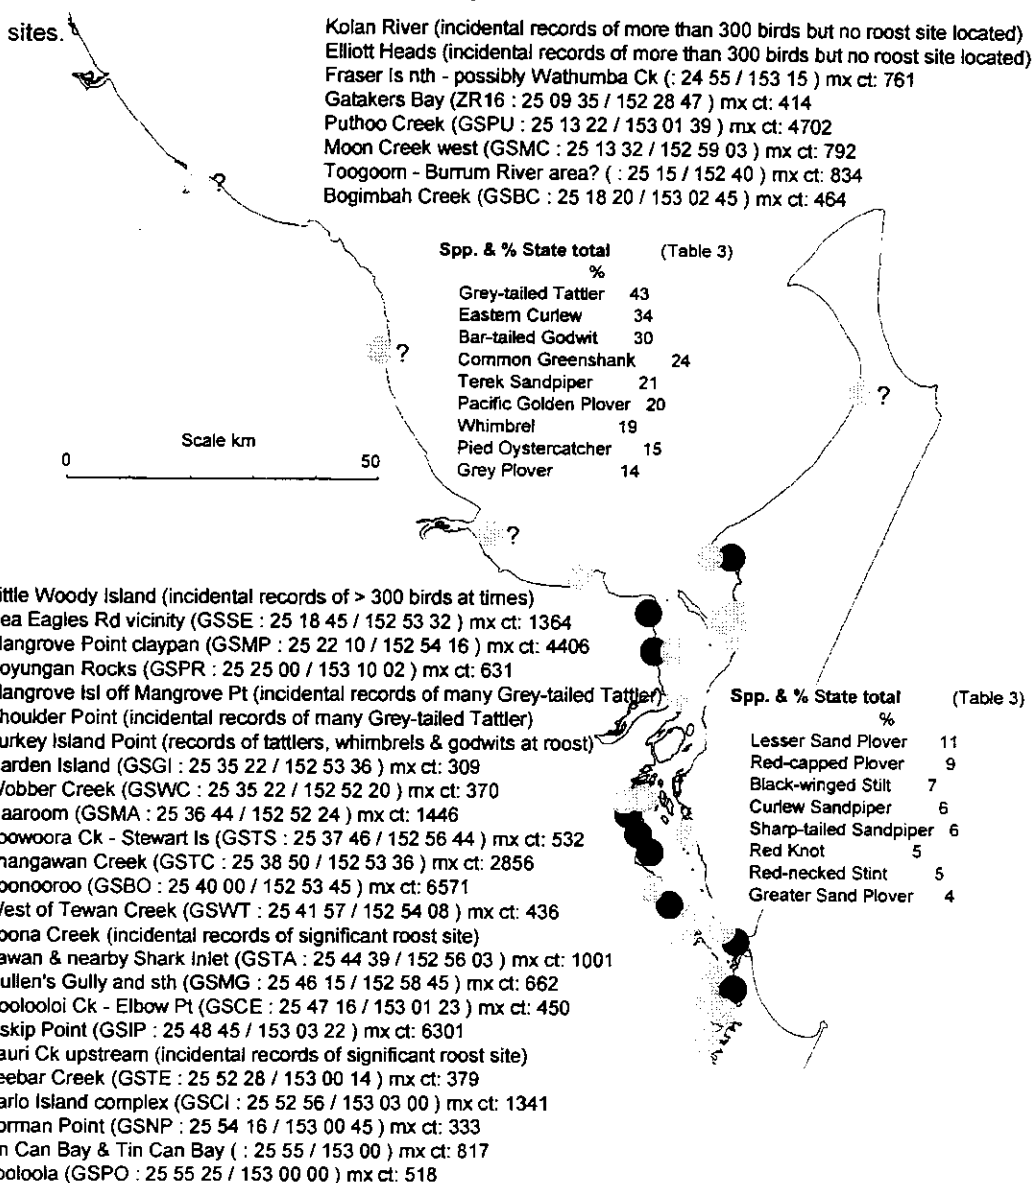 sites.
Kolan River (incidental records of more than 300 birds but no roost site located)
Elliott Heads (incidental records of more than 300 birds but no roost site located)
Fraser Is nth - possibly Wathumba Ck (: 24 55 / 153 15 ) mx ct: 761
Gatakers Bay (ZR16 : 25 09 35 / 152 28 47 ) mx ct: 414
Puthoo Creek (GSPU : 25 13 22 / 153 01 39 ) mx ct: 4702
Moon Creek west (GSMC : 25 13 32 / 152 59 03 ) mx ct: 792
Toogoom - Burrum River area? ( : 25 15 / 152 40 ) mx ct: 834
Bogimbah Creek (GSBC : 25 18 20 / 153 02 45 ) mx ct: 464
?
Spp. & % State total (Table 3)
%
Grey-tailed Tattler 43
Eastern Curlew 34
Bar-tailed Godwit 30
Common Greenshank 24
Terek Sandpiper 21
Pacific Golden Plover 20
Whimbrel 19
Pied Oystercatcher 15
Grey Plover 14
?
?
Scale km
0 50
?
ittle Woody Island (incidental records of > 300 birds at times)
ea Eagles Rd vicinity (GSSE : 25 18 45 / 152 53 32 ) mx ct: 1364
langrove Point claypan (GSMP : 25 22 10 / 152 54 16 ) mx ct: 4406
oyungan Rocks (GSPR : 25 25 00 / 153 10 02 ) mx ct: 631
langrove Isl off Mangrove Pt (incidental records of many Grey-tailed Tattler)
houlder Point (incidental records of many Grey-tailed Tattler)
urkey Island Point (records of tattlers, whimbrels & godwits at roost)
arden Island (GSGI : 25 35 22 / 152 53 36 ) mx ct: 309
/obber Creek (GSWC : 25 35 22 / 152 52 20 ) mx ct: 370
aaroom (GSMA : 25 36 44 / 152 52 24 ) mx ct: 1446
oowoora Ck - Stewart Is (GSTS : 25 37 46 / 152 56 44 ) mx ct: 532
nangawan Creek (GSTC : 25 38 50 / 152 53 36 ) mx ct: 2856
oonooroo (GSBO : 25 40 00 / 152 53 45 ) mx ct: 6571
/est of Tewan Creek (GSWT : 25 41 57 / 152 54 08 ) mx ct: 436
oona Creek (incidental records of significant roost site)
awan & nearby Shark Inlet (GSTA : 25 44 39 / 152 56 03 ) mx ct: 1001
ullen's Gully and sth (GSMG : 25 46 15 / 152 58 45 ) mx ct: 662
oolooloi Ck - Elbow Pt (GSCE : 25 47 16 / 153 01 23 ) mx ct: 450
skip Point (GSIP : 25 48 45 / 153 03 22 ) mx ct: 6301
auri Ck upstream (incidental records of significant roost site)
eebar Creek (GSTE : 25 52 28 / 153 00 14 ) mx ct: 379
arlo Island complex (GSCI : 25 52 56 / 153 03 00 ) mx ct: 1341
orman Point (GSNP : 25 54 16 / 153 00 45 ) mx ct: 333
n Can Bay & Tin Can Bay ( : 25 55 / 153 00 ) mx ct: 817
ooloola (GSPO : 25 55 25 / 153 00 00 ) mx ct: 518
Spp. & % State total (Table 3)
%
Lesser Sand Plover 11
Red-capped Plover 9
Black-winged Stilt 7
Curlew Sandpiper 6
Sharp-tailed Sandpiper 6
Red Knot 5
Red-necked Stint 5
Greater Sand Plover 4